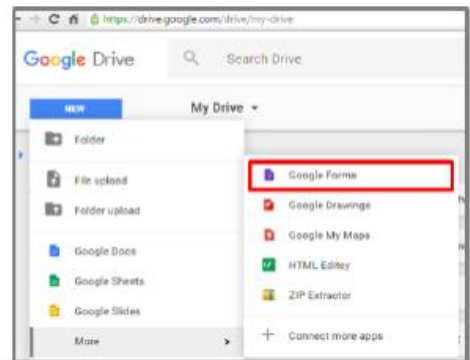 https://drive.google.com/drive/my-drive
Google Drive
Search Drive
NEW
My Drive
Folder
File upload
Folder upload
Google Docs
Google Sheets
Google Slides
More
Google Forms
Google Drawings
Google My Maps
HTML Editey
ZIP Extractor
Connect more apps